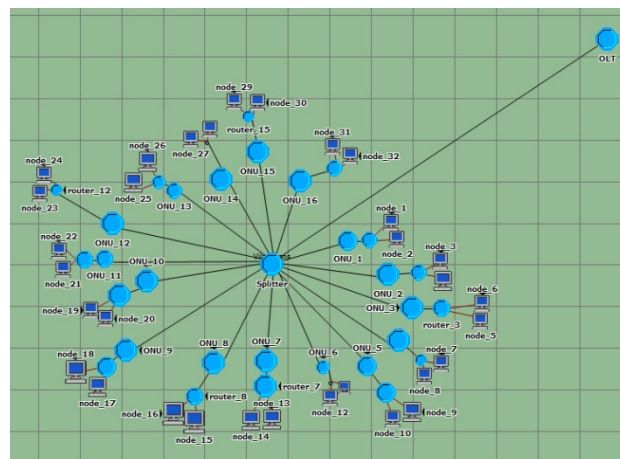 OLT
node_29
node_30
router_15
node_31
node_26
node_27
node_32
node_24
ONU_15
router_12
node_25
ONU_13
ONU_14
ONU_16
node_23
node_1
ONU_12
node_22
node_2
node_3
ONU_11
ONU_10
ONU_1
node_21
Splitter
ONU_2
node_6
ONU_3
node_19
node_20
router_3
node_5
ONU_8
ONU_7
ONU_6
ONU_5
node_7
node_18
ONU_9
node_8
node_17
router_8
router_7
node_16
node_13
node_12
node_9
node_15
node_14
node_10